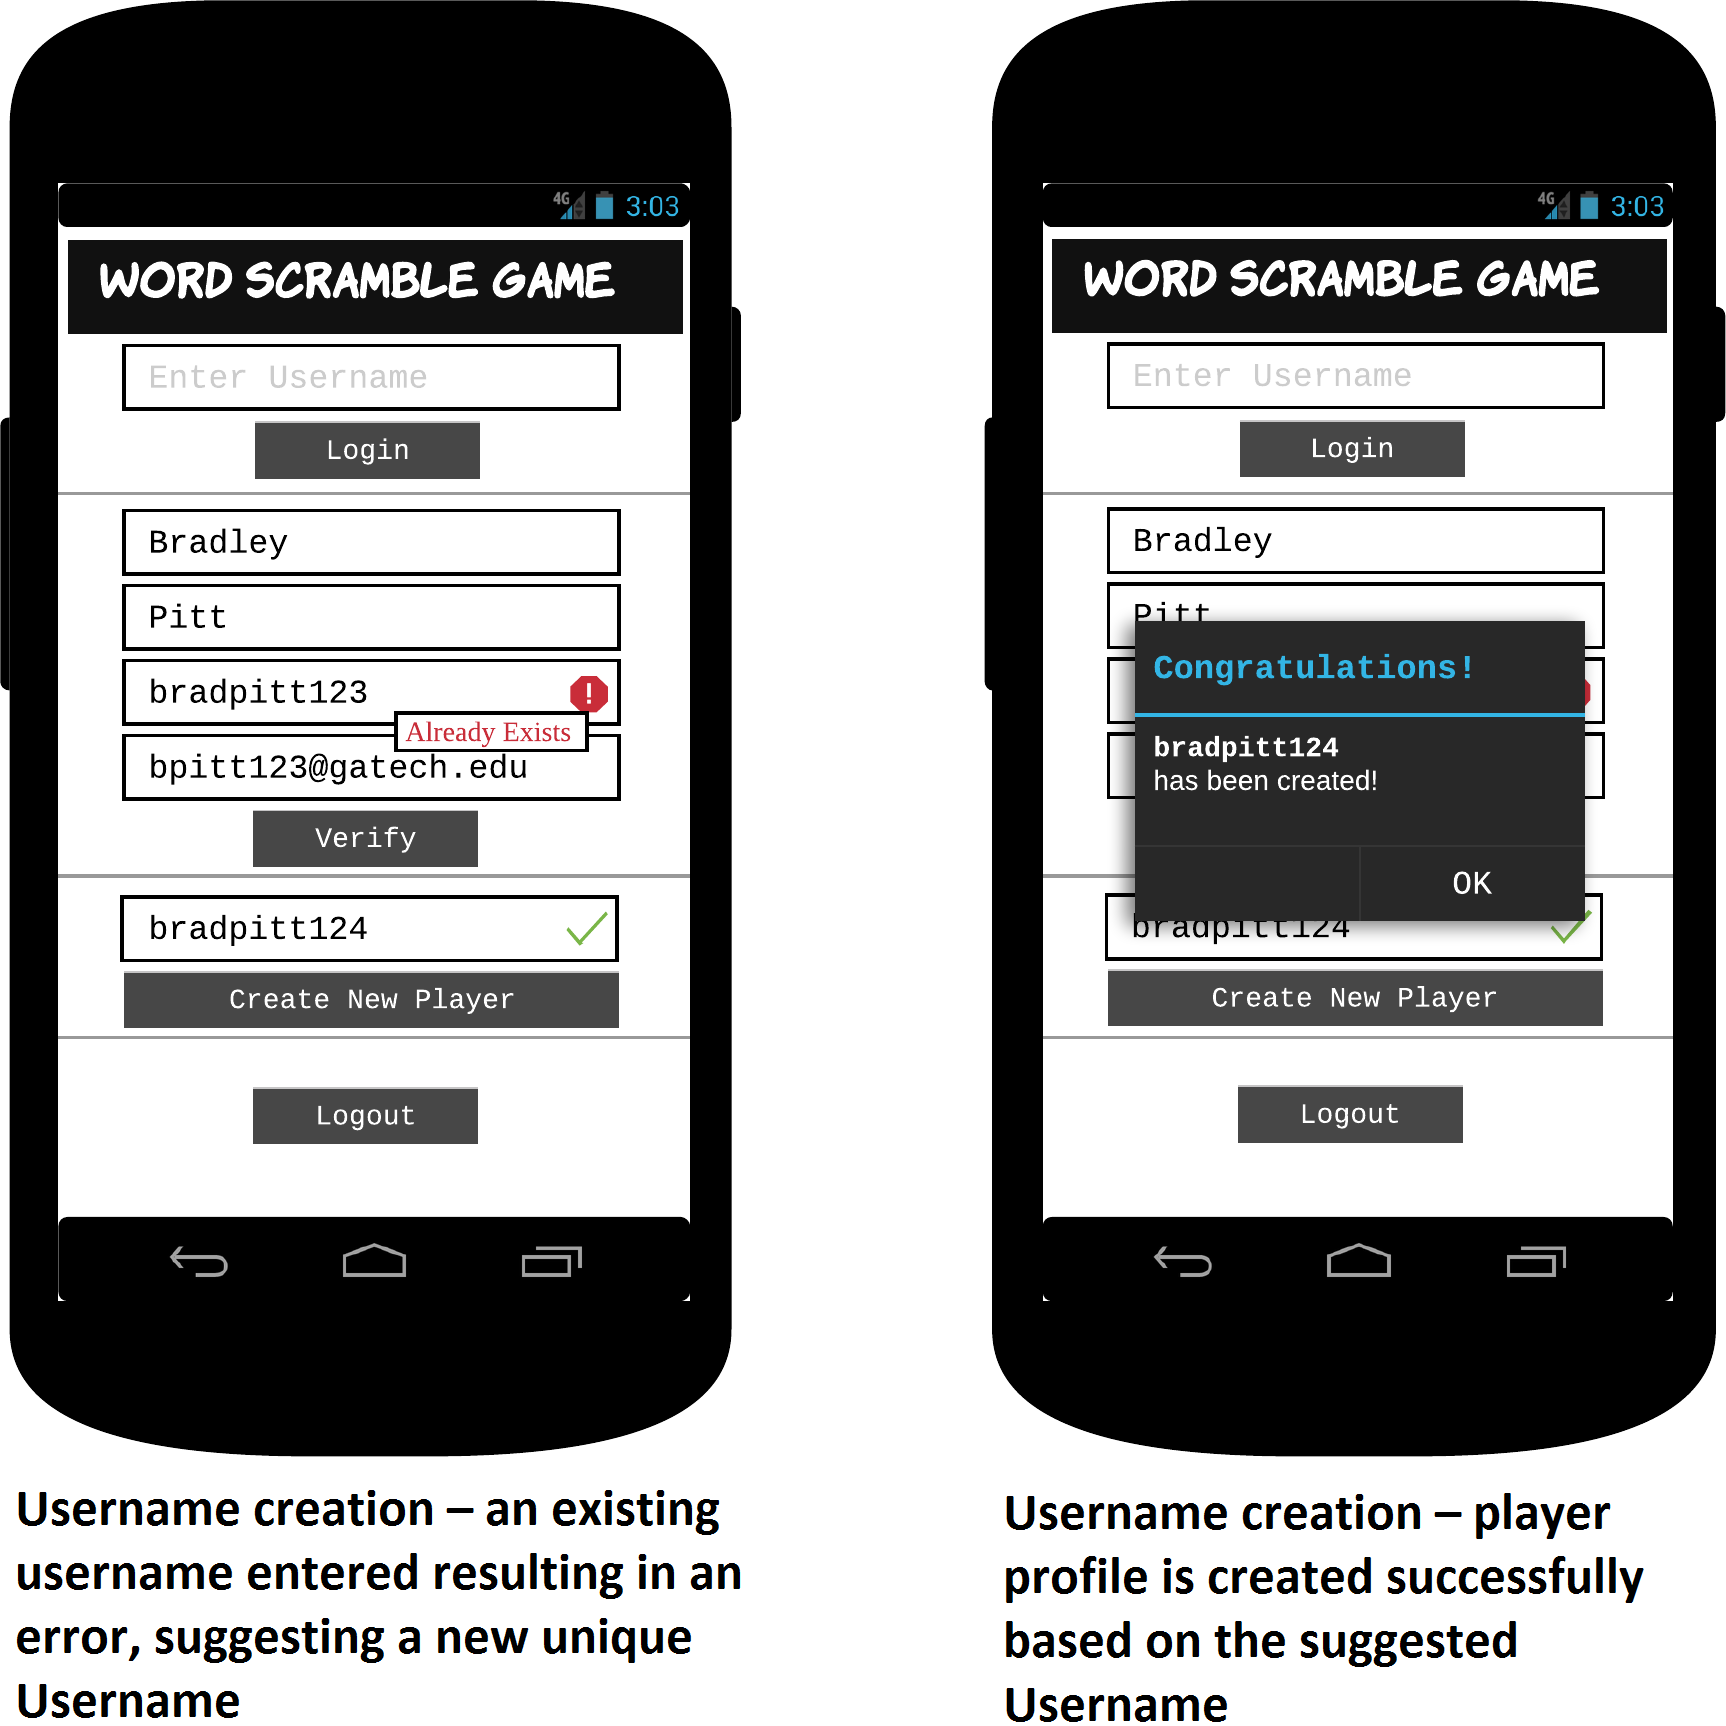 4G 3:03
WORD SCRAMBLE GAME
Enter Username
Login
Bradley
Pitt
bradpitt123
Already Exists
bpitt123@gatech.edu
Verify
bradpitt124
Create New Player
Logout
Username creation – an existing
username entered resulting in an
error, suggesting a new unique
Username
4G 3:03
WORD SCRAMBLE GAME
Enter Username
Login
Bradley
Pitt
Congratulations!
bradpitt124
has been created!
OK
bradpitt124
Create New Player
Logout
Username creation – player
profile is created successfully
based on the suggested
Username